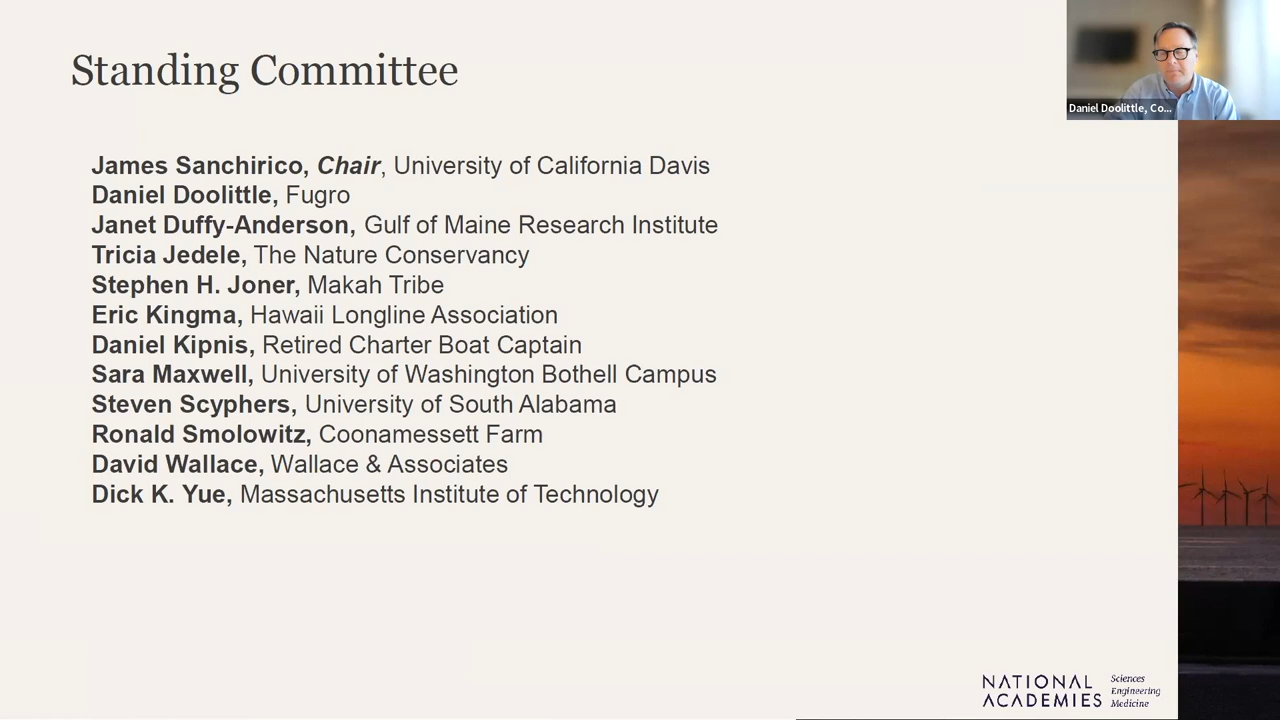 Standing Committee
Daniel Doolittle, Co...
James Sanchirico, Chair, University of California Davis
Daniel Doolittle, Fugro
Janet Duffy-Anderson, Gulf of Maine Research Institute
Tricia Jedele, The Nature Conservancy
Stephen H. Joner, Makah Tribe
Eric Kingma, Hawaii Longline Association
Daniel Kipnis, Retired Charter Boat Captain
Sara Maxwell, University of Washington Bothell Campus
Steven Scyphers, University of South Alabama
Ronald Smolowitz, Coonamessett Farm
David Wallace, Wallace & Associates
Dick K. Yue, Massachusetts Institute of Technology
NATIONAL
ACADEMIES
Sciences
Engineering
Medicine